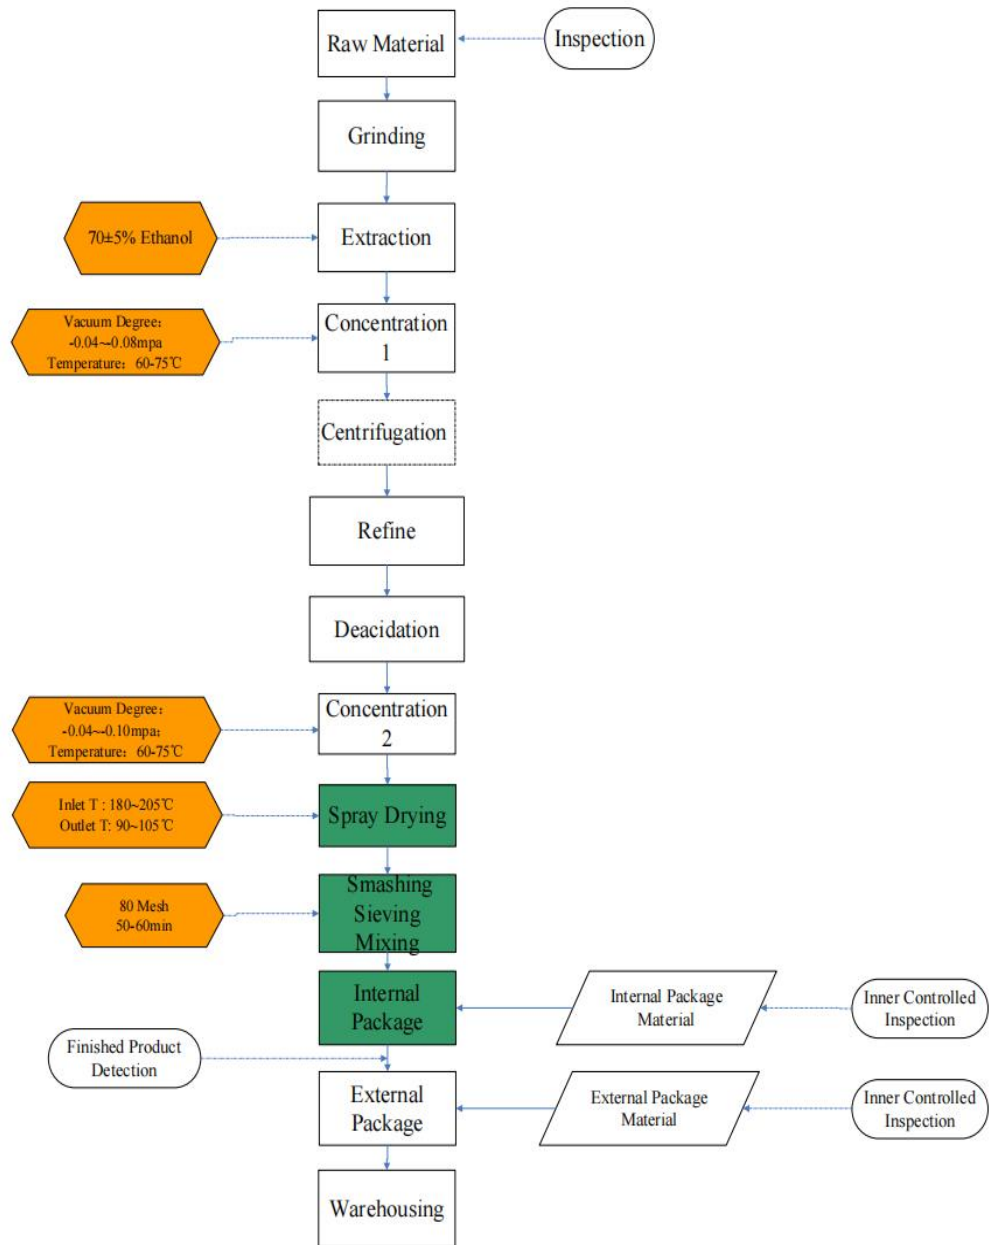 Raw Material
Inspection
Grinding
70±5% Ethanol
Extraction
Vacuum Degree：
-0.04~-0.08mpa
Temperature： 60-75℃
Concentration
1
Centrifugation
Refine
Deacidation
Vacuum Degree：
-0.04~-0.10mpa；
Temperature： 60-75℃
Concentration
2
Inlet T : 180~205℃
Outlet T: 90~105℃
Spray Drying
80 Mesh
50-60min
Smashing
Sieving
Mixing
Internal
Package
Internal Package
Material
Inner Controlled
Inspection
Finished Product
Detection
External
Package
External Package
Material
Inner Controlled
Inspection
Warehousing